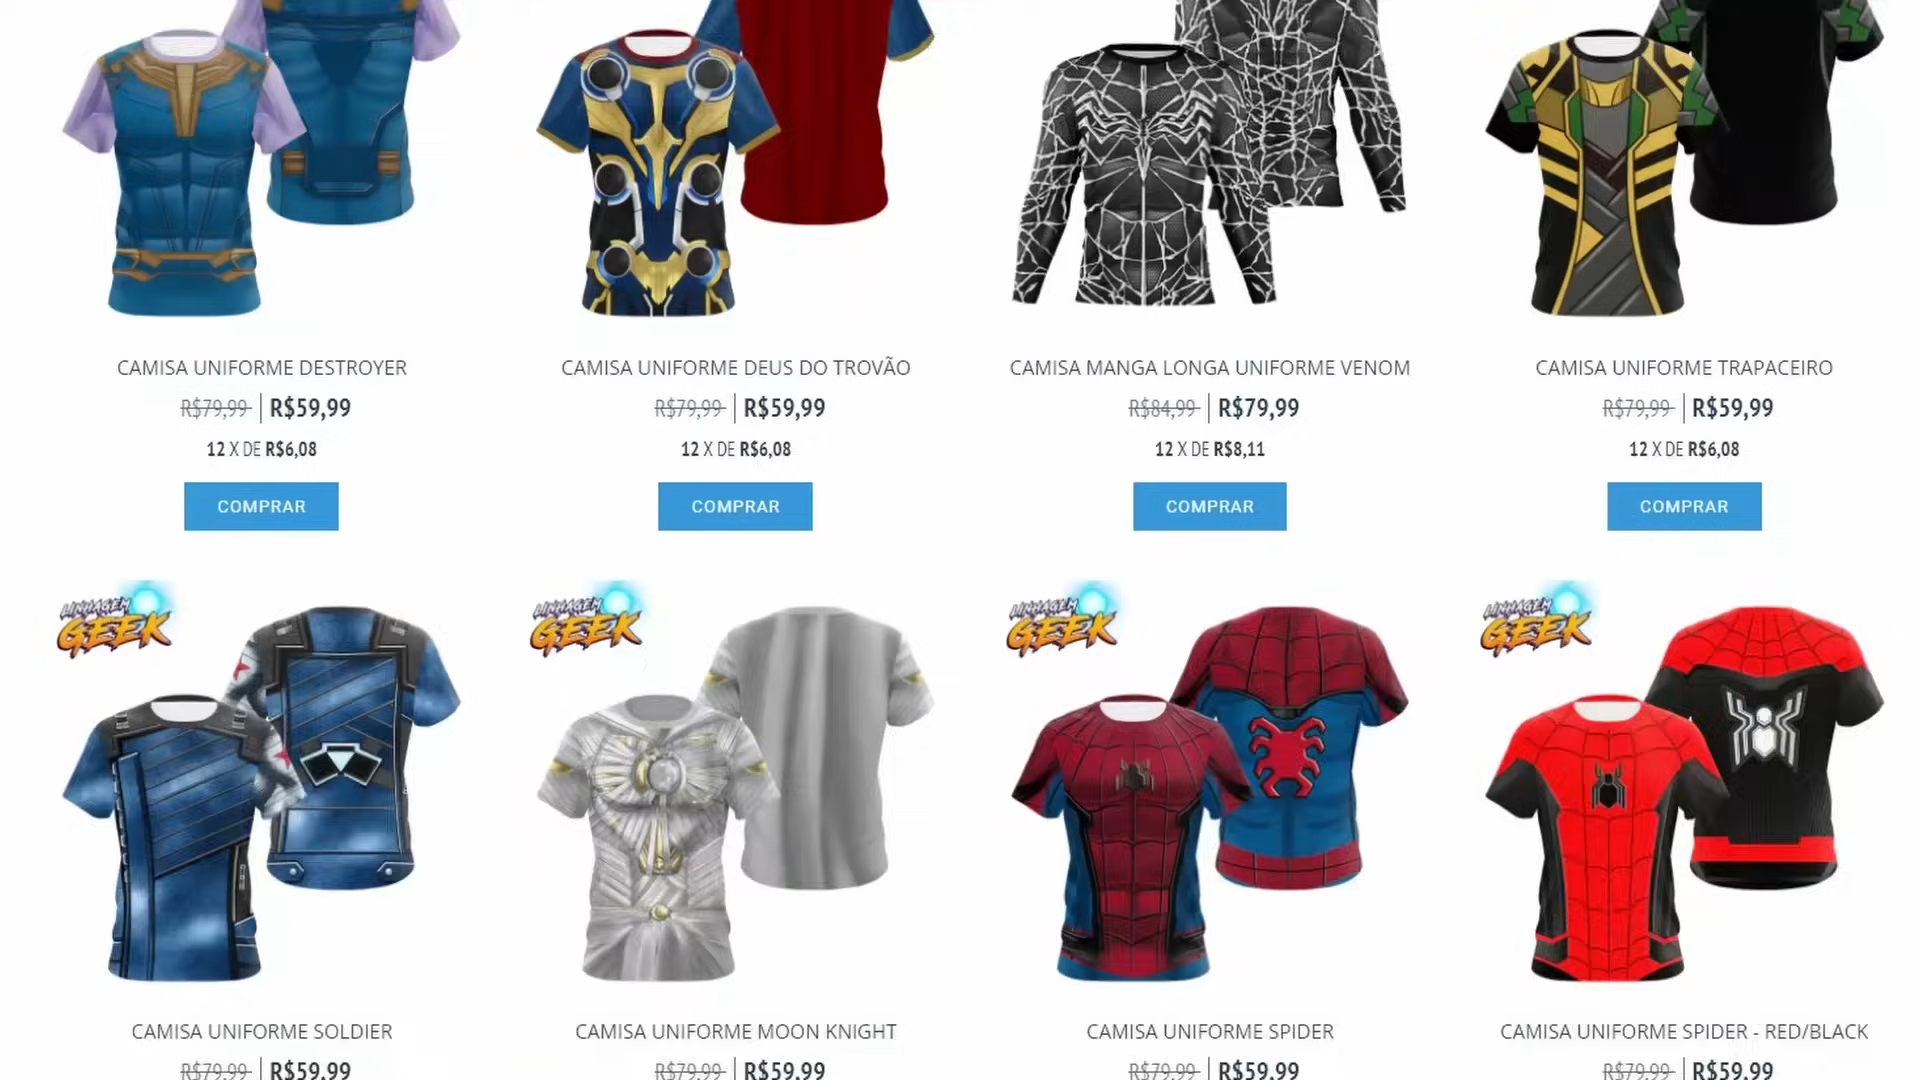 CAMISA UNIFORME DESTROYER
R$79,99 R$59,99
12 X DE R$6,08
COMPRAR
CAMISA UNIFORME DEUS DO TROVÃO
R$79,99 R$59,99
12 X DE R$6,08
COMPRAR
CAMISA MANGA LONGA UNIFORME VENOM
R$84,99 R$79,99
12 X DE R$8,11
COMPRAR
CAMISA UNIFORME TRAPACEIRO
R$79,99 R$59,99
12 X DE R$6,08
COMPRAR
LINHAGEM
GEEK
CAMISA UNIFORME SOLDIER
R$79,99 R$59,99
LINHAGEM
GEEK
CAMISA UNIFORME MOON KNIGHT
R$79,99 R$59,99
LINHAGEM
GEEK
CAMISA UNIFORME SPIDER
R$79,99 R$59,99
LINHAGEM
GEEK
CAMISA UNIFORME SPIDER - RED/BLACK
R$79,99 R$59,99